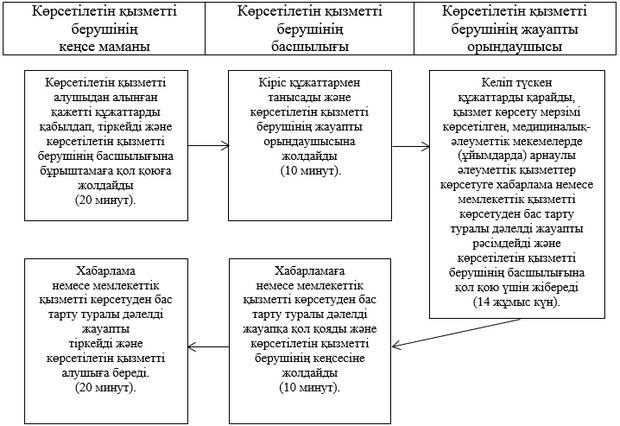 Көрсетілетін қызметті
берушінің
кеңсе маманы
Көрсетілетін қызметті
берушінің
басшылығы
Көрсетілетін қызметті
берушінің жауапты
орындаушысы
Көрсетілетін қызметті
алушыдан алынған
қажетті құжаттарды
қабылдап, тіркейді және
көрсетілетін қызметті
берушінің басшылығына
бұрыштамаға қол қоюға
жолдайды
(20 минут).
Кіріс құжаттармен
танысады және
көрсетілетін қызметті
берушінің жауапты
орындаушысына
жолдайды
(10 минут).
Келіп түскен
құжаттарды қарайды,
қызмет көрсету мерзімі
көрсетілген, медициналық-
әлеуметтік мекемелерде
(ұйымдарда) арнаулы
әлеуметтік қызметтер
көрсетуге хабарлама немесе
мемлекеттік қызметті
көрсетуден бас тарту
туралы дәлелді жауапты
рәсімдейді және
көрсетілетін қызметті
берушінің басшылығына
қол қою үшін жібереді
(14 жұмыс күн).
Хабарлама
немесе мемлекеттік
қызметті көрсетуден бас
тарту туралы дәлелді
жауапты
тіркейді және
көрсетілетін қызметті
алушыға береді.
(20 минут).
Хабарламаға
немесе мемлекеттік
қызметті көрсетуден бас
тарту туралы дәлелді
жауапқа қол қояды және
көрсетілетін қызметті
берушінің кеңсесіне
жолдайды
(10 минут).